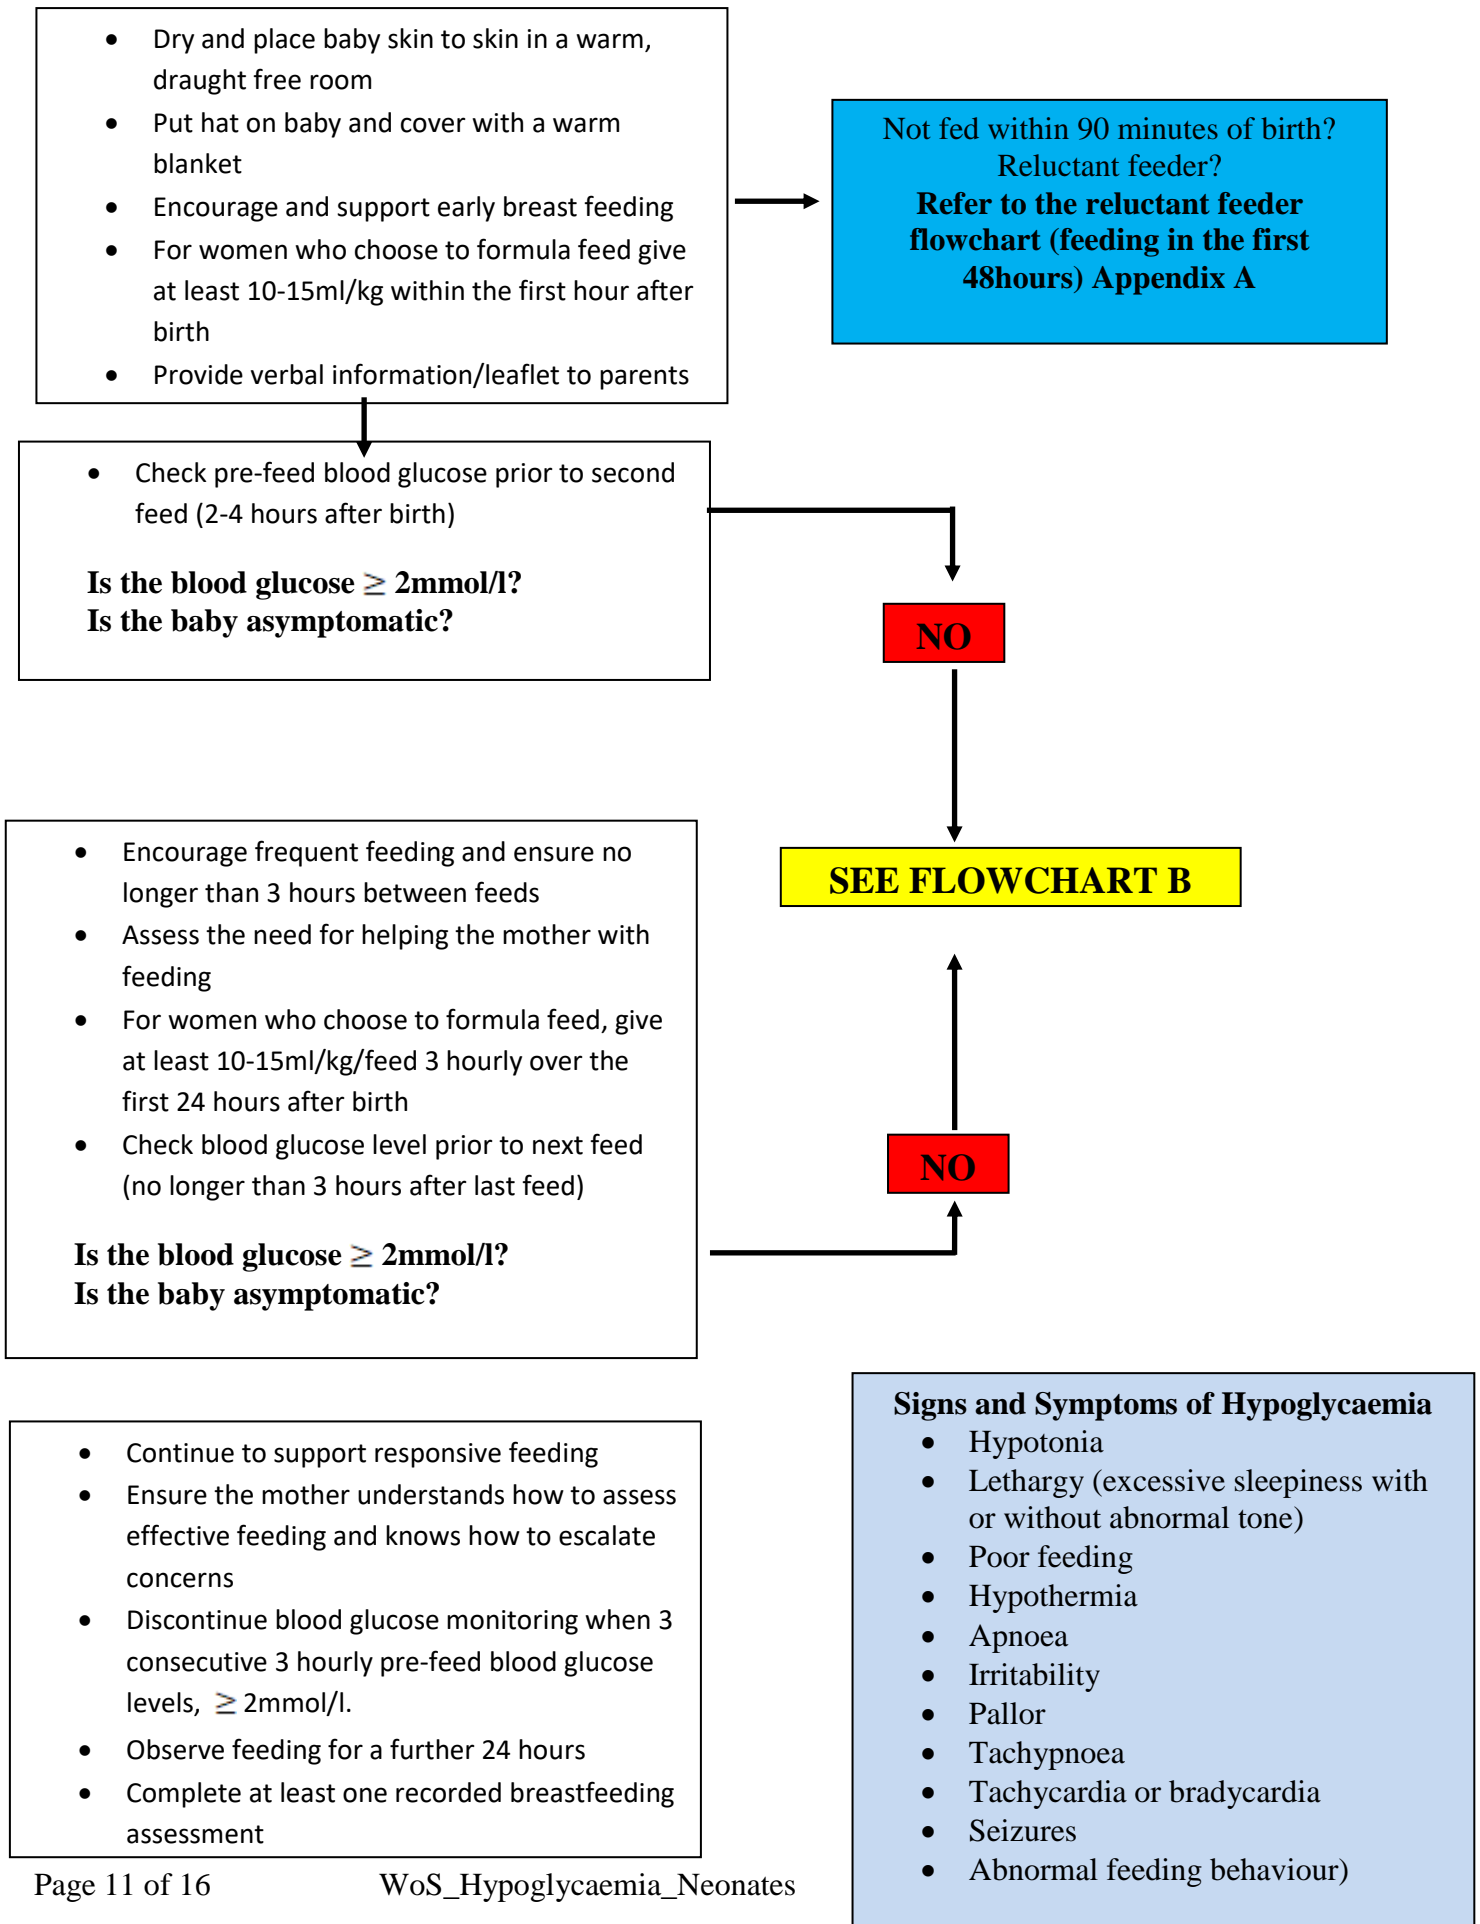 • Dry and place baby skin to skin in a warm,
draught free room
• Put hat on baby and cover with a warm
blanket
• Encourage and support early breast feeding
• For women who choose to formula feed give
at least 10-15ml/kg within the first hour after
birth
• Provide verbal information/leaflet to parents
Not fed within 90 minutes of birth?
Reluctant feeder?
Refer to the reluctant feeder
flowchart (feeding in the first
48hours) Appendix A
• Check pre-feed blood glucose prior to second
feed (2-4 hours after birth)
Is the blood glucose ≥ 2mmol/l?
Is the baby asymptomatic?
NO
SEE FLOWCHART B
• Encourage frequent feeding and ensure no
longer than 3 hours between feeds
• Assess the need for helping the mother with
feeding
• For women who choose to formula feed, give
at least 10-15ml/kg/feed 3 hourly over the
first 24 hours after birth
• Check blood glucose level prior to next feed
(no longer than 3 hours after last feed)
Is the blood glucose ≥ 2mmol/l?
Is the baby asymptomatic?
NO
• Continue to support responsive feeding
• Ensure the mother understands how to assess
effective feeding and knows how to escalate
concerns
• Discontinue blood glucose monitoring when 3
consecutive 3 hourly pre-feed blood glucose
levels, ≥ 2mmol/l.
• Observe feeding for a further 24 hours
• Complete at least one recorded breastfeeding
assessment
Signs and Symptoms of Hypoglycaemia
• Hypotonia
• Lethargy (excessive sleepiness with
or without abnormal tone)
• Poor feeding
• Hypothermia
• Apnoea
• Irritability
• Pallor
• Tachypnoea
• Tachycardia or bradycardia
• Seizures
• Abnormal feeding behaviour)
Page 11 of 16 WoS_Hypoglycaemia_Neonates